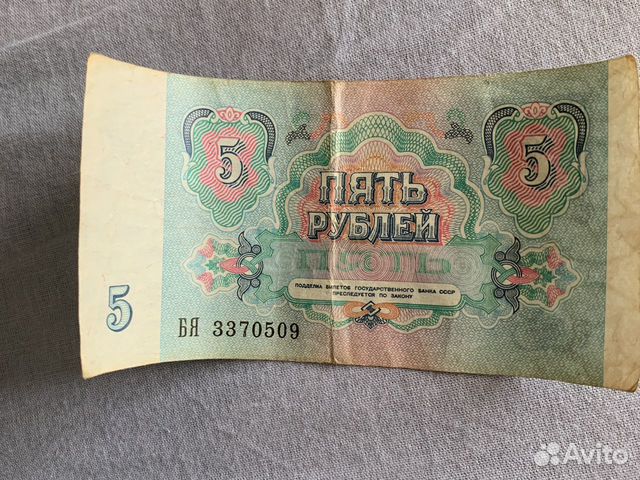 5 5
ПЯТЬ
РУБЛЕЙ
ПОДДЕЛКА БИЛЕТОВ ГОСУДАРСТВЕННОГО БАНКА СССР
ПРЕСЛЕДУЕТСЯ ПО ЗАКОНУ
5
БЯ 3370509
Avito